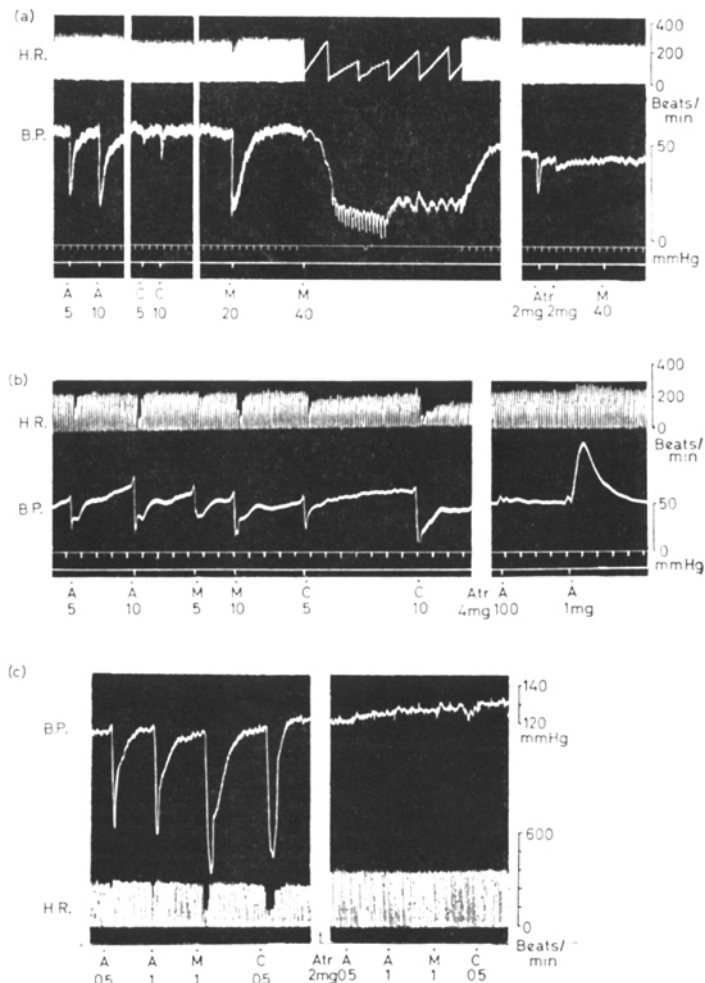 (a)
400
H.R.
200
0
Beats/
min
B.P.
50
0
mmHg
A A C C M M Atr M
5 10 5 10 20 40 2mg 2mg 40
(b)
400
200
H.R.
0
Beats/
min
B.P.
50
0
mmHg
A A M M C C Atr A A
5 10 5 10 5 10 4mg 100 1mg
(c)
140
B.P.
120
mmHg
600
H.R.
0
Beats/
min
A A M C Atr A A M C
05 1 1 05 2mg 05 1 1 05